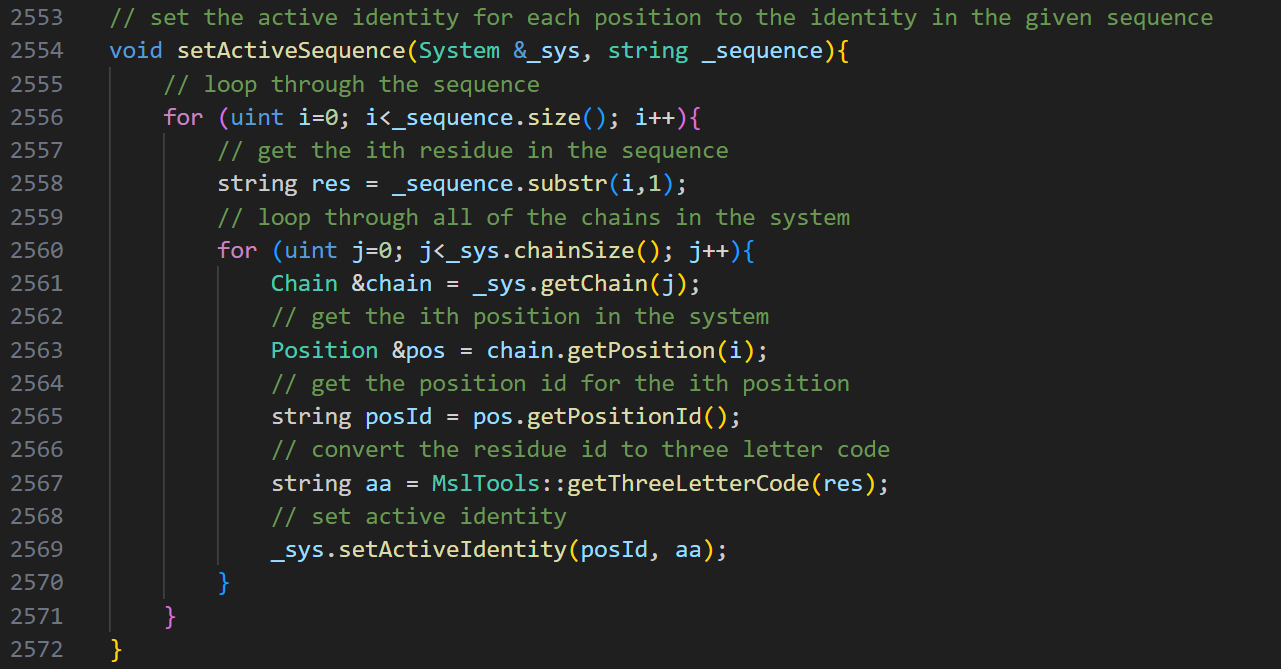 2553 // set the active identity for each position to the identity in the given sequence
2554 void setActiveSequence(System &_sys, string _sequence){
2555     // loop through the sequence
2556     for (uint i=0; i<_sequence.size(); i++){
2557         // get the ith residue in the sequence
2558         string res = _sequence.substr(i,1);
2559         // loop through all of the chains in the system
2560         for (uint j=0; j<_sys.chainSize(); j++){
2561             Chain &chain = _sys.getChain(j);
2562             // get the ith position in the system
2563             Position &pos = chain.getPosition(i);
2564             // get the position id for the ith position
2565             string posId = pos.getPositionId();
2566             // convert the residue id to three letter code
2567             string aa = MslTools::getThreeLetterCode(res);
2568             // set active identity
2569             _sys.setActiveIdentity(posId, aa);
2570         }
2571     }
2572 }